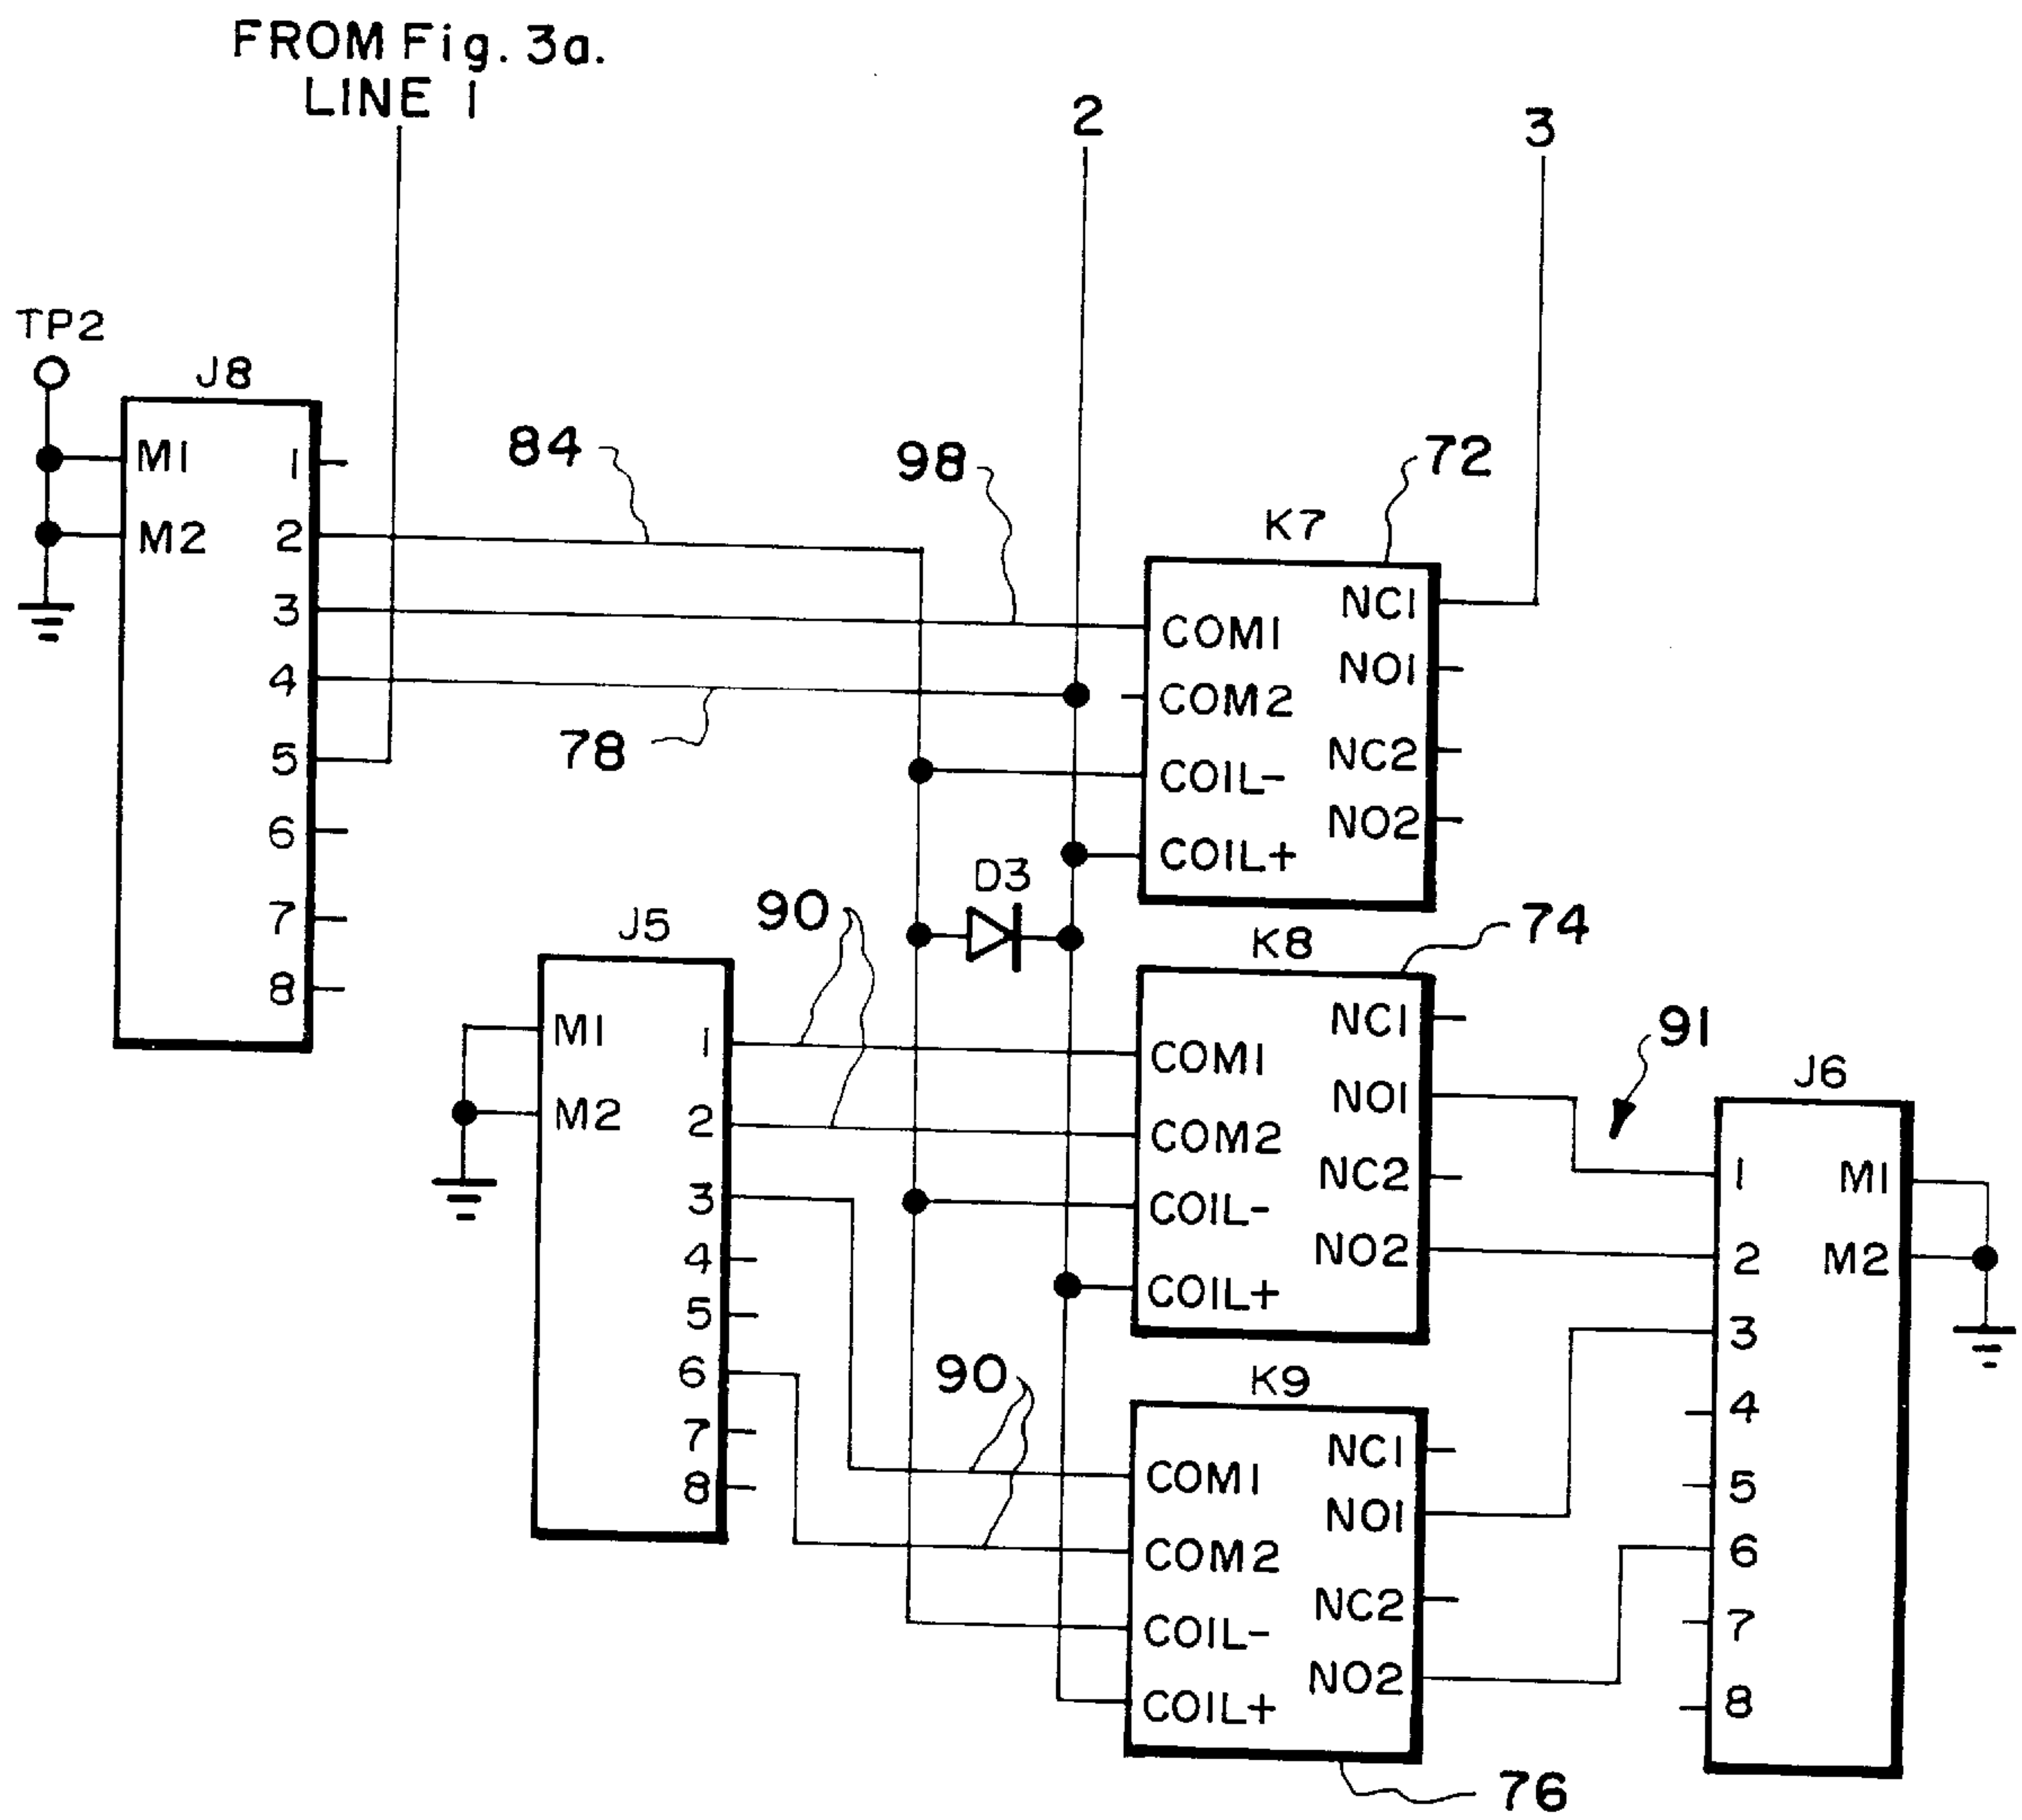 FROM Fig. 3a.
LINE 1
2
3
TP2
J8
M1
M2
1
2
3
4
5
6
7
8
84
98
78
72
K7
COM1
COM2
COIL-
COIL+
NC1
NO1
NC2
NO2
D3
90
J5
M1
M2
1
2
3
4
5
6
7
8
74
K8
COM1
COM2
COIL-
COIL+
NC1
NO1
NC2
NO2
91
J6
1
2
3
4
5
6
7
8
M1
M2
90
K9
COM1
COM2
COIL-
COIL+
NC1
NO1
NC2
NO2
76